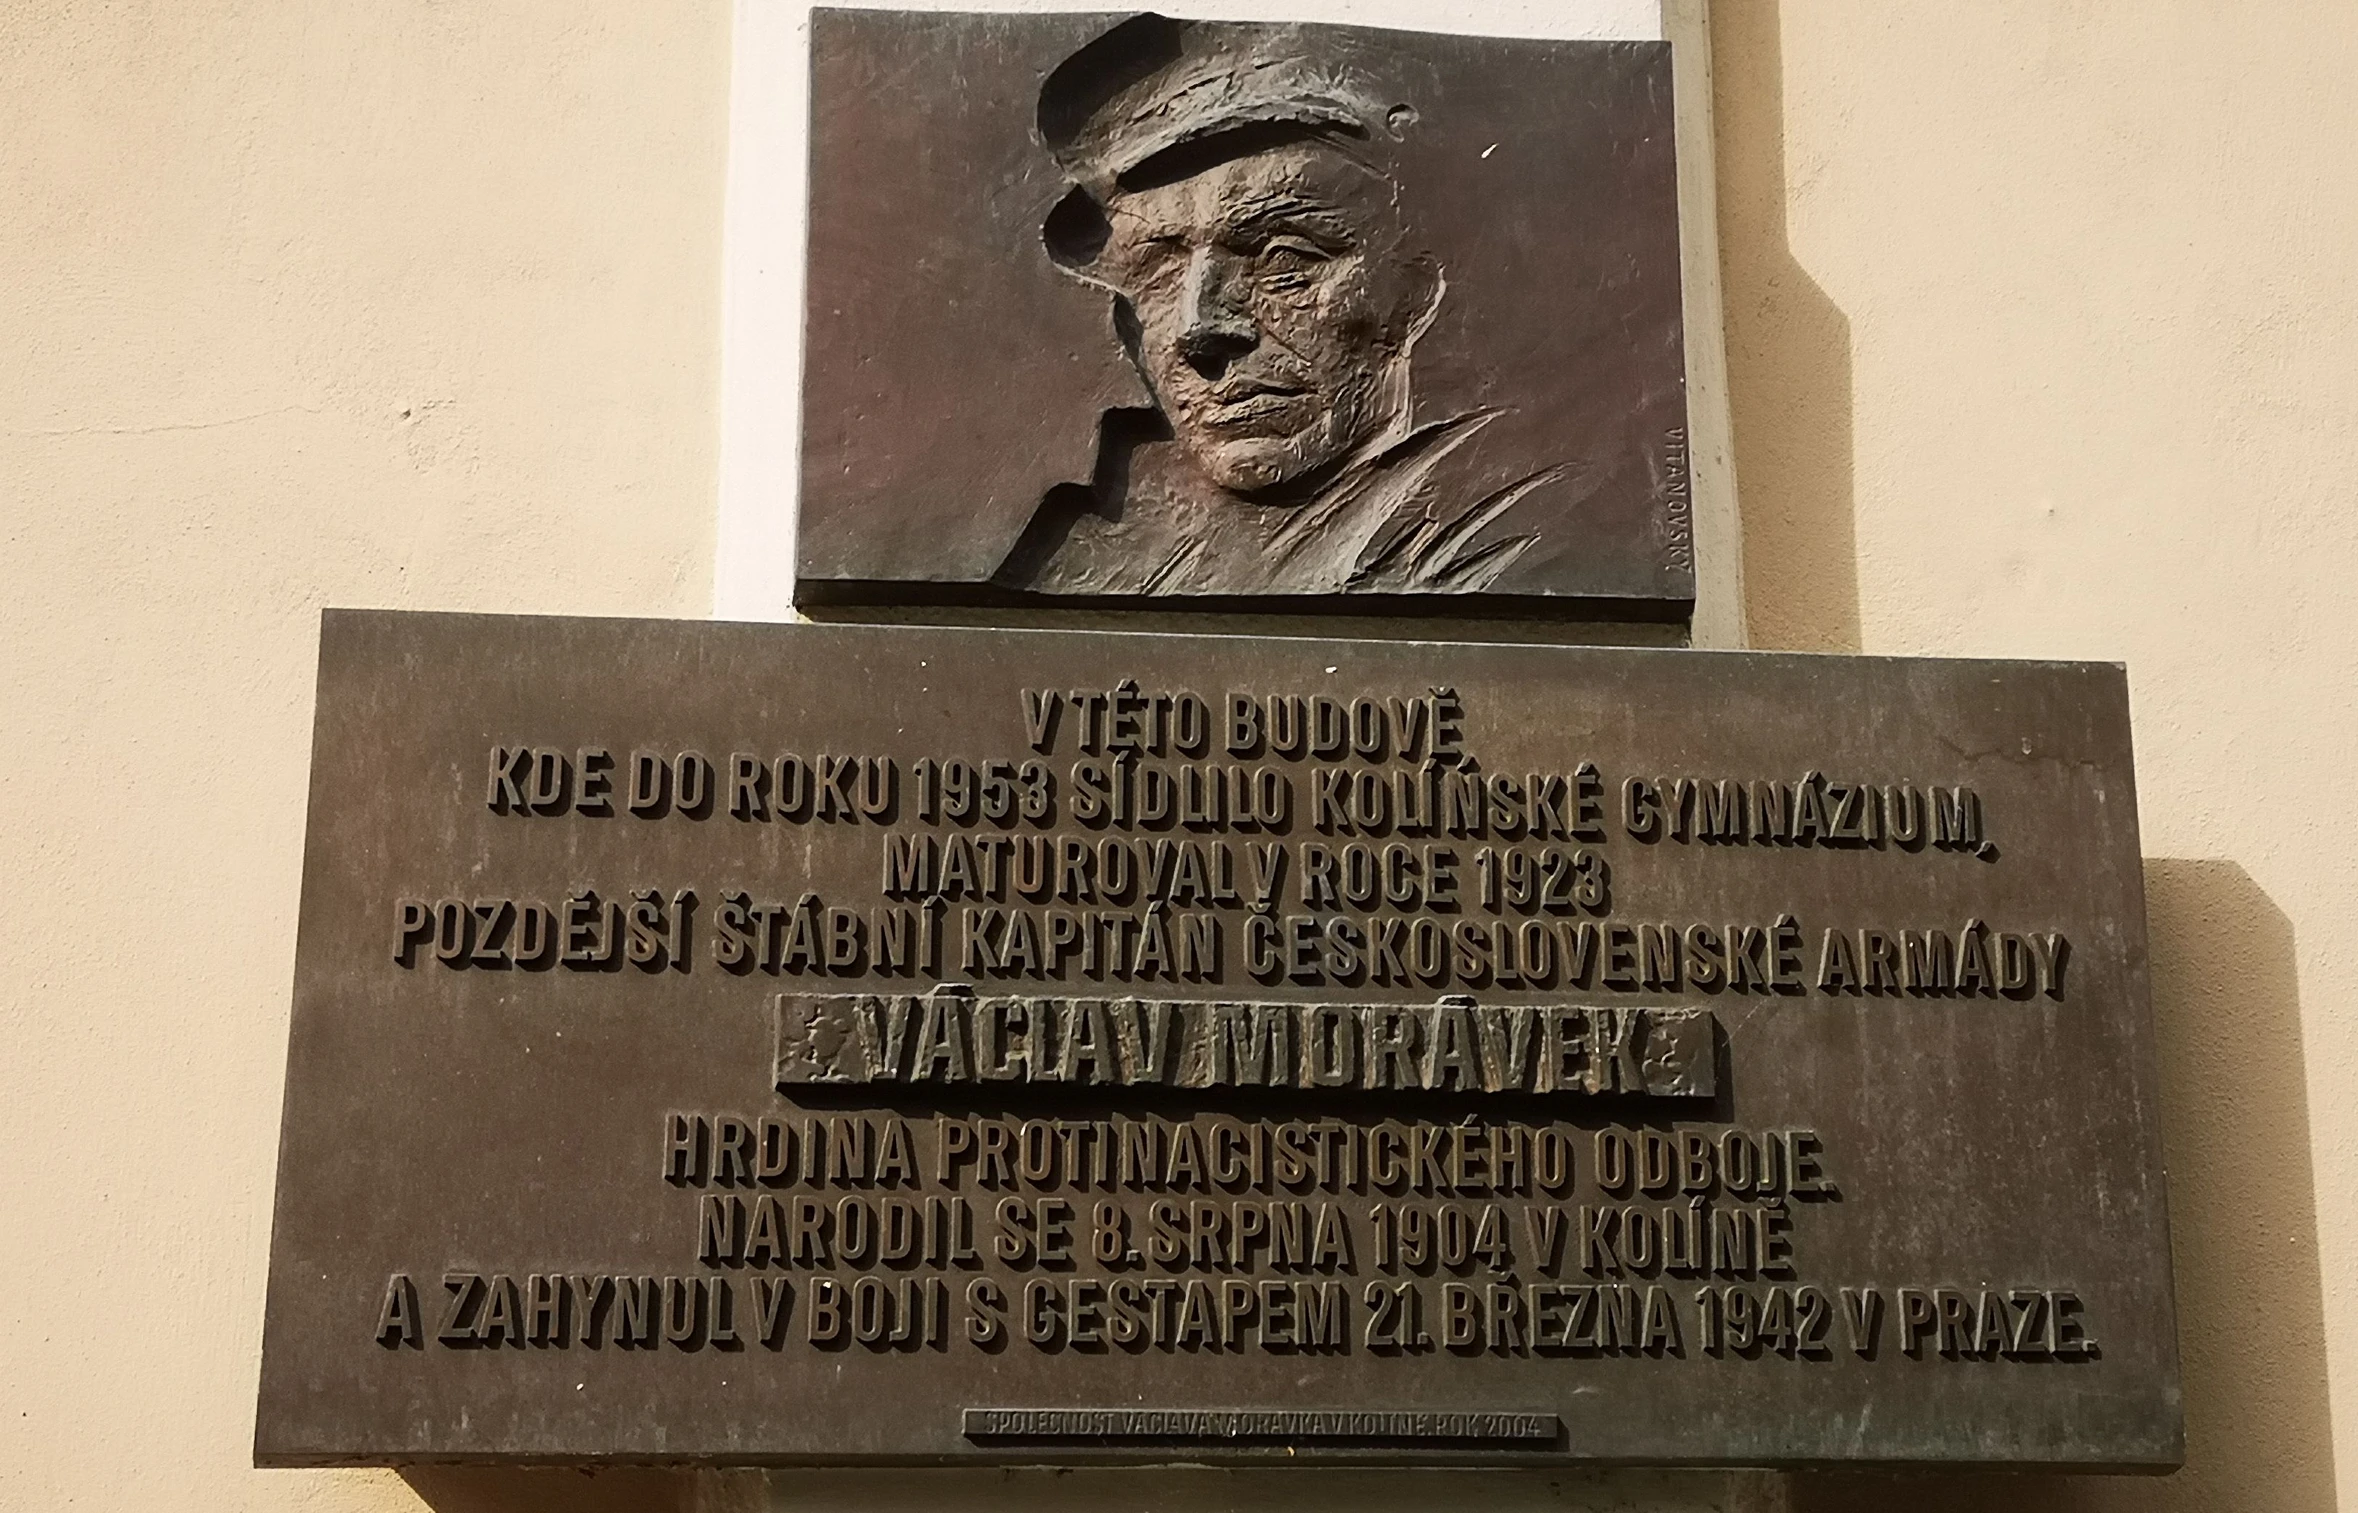 VITANOVSKÝ
V TÉTO BUDOVĚ,
KDE DO ROKU 1953 SÍDLILO KOLÍNSKÉ GYMNÁZIUM,
MATUROVAL V ROCE 1923
POZDĚJŠÍ ŠTÁBNÍ KAPITÁN ČESKOSLOVENSKÉ ARMÁDY
VÁCLAV MORÁVEK
HRDINA PROTINACISTICKÉHO ODBOJE.
NARODIL SE 8. SRPNA 1904 V KOLÍNĚ
A ZAHYNUL V BOJI S GESTAPEM 21. BŘEZNA 1942 V PRAZE.
SPOLEČNOST VÁCLAVA MORÁVKA V KOLÍNĚ, ROK 2004